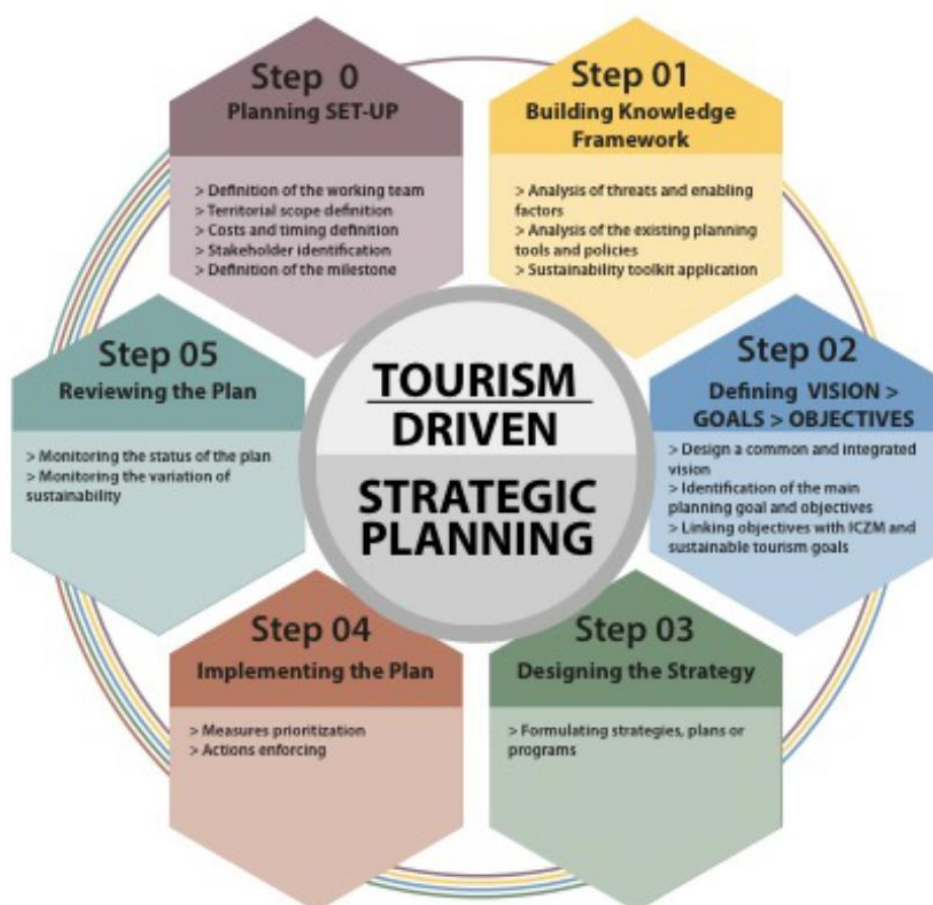 Step 0
Planning SET-UP
> Definition of the working team
> Territorial scope definition
> Costs and timing definition
> Stakeholder identification
> Definition of the milestone
Step 01
Building Knowledge
Framework
> Analysis of threats and enabling
factors
> Analysis of the existing planning
tools and policies
> Sustainability toolkit application
Step 02
Defining VISION >
GOALS > OBJECTIVES
> Design a common and integrated
vision
> Identification of the main
planning goal and objectives
> Linking objectives with ICZM and
sustainable tourism goals
Step 03
Designing the Strategy
> Formulating strategies, plans or
programs
Step 04
Implementing the Plan
> Measures prioritization
> Actions enforcing
Step 05
Reviewing the Plan
> Monitoring the status of the plan
> Monitoring the variation of
sustainability
TOURISM
DRIVEN
STRATEGIC
PLANNING